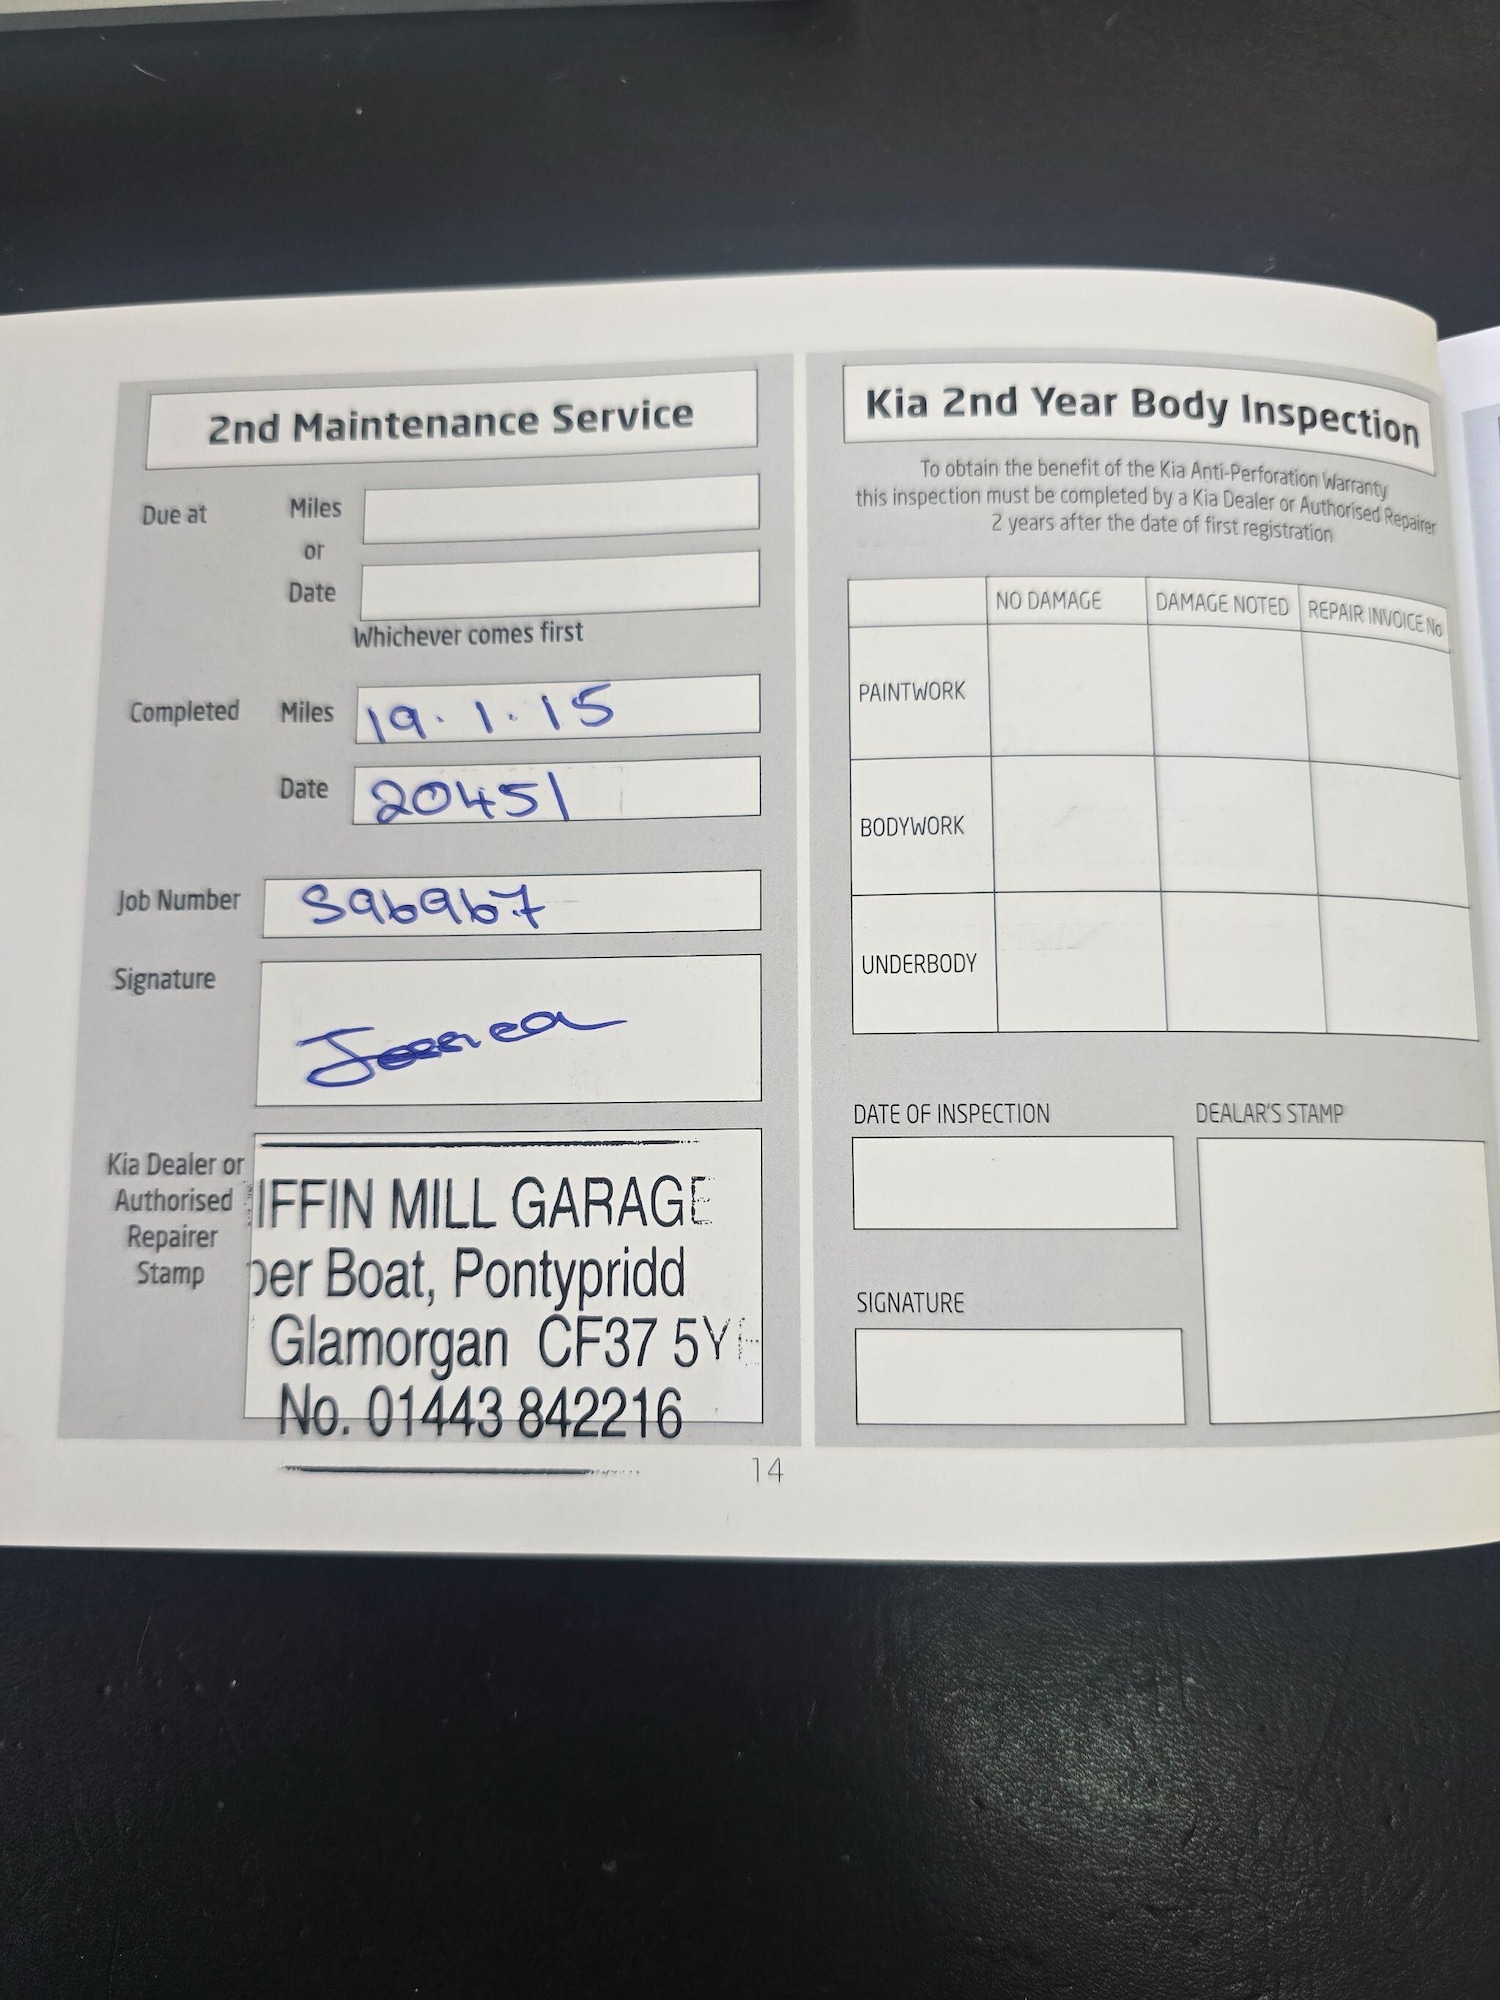 2nd Maintenance Service
Due at Miles
or
Date
Whichever comes first
Completed Miles 19.1.15
Date 20451
Job Number S96967
Signature
Kia Dealer or
Authorised
Repairer
Stamp
IFFIN MILL GARAGE
per Boat, Pontypridd
Glamorgan CF37 5Y
No. 01443 842216
Kia 2nd Year Body Inspection
To obtain the benefit of the Kia Anti-Perforation Warranty
this inspection must be completed by a Kia Dealer or Authorised Repairer
2 years after the date of first registration
NO DAMAGE DAMAGE NOTED REPAIR INVOICE No
PAINTWORK
BODYWORK
UNDERBODY
DATE OF INSPECTION DEALAR'S STAMP
SIGNATURE
14